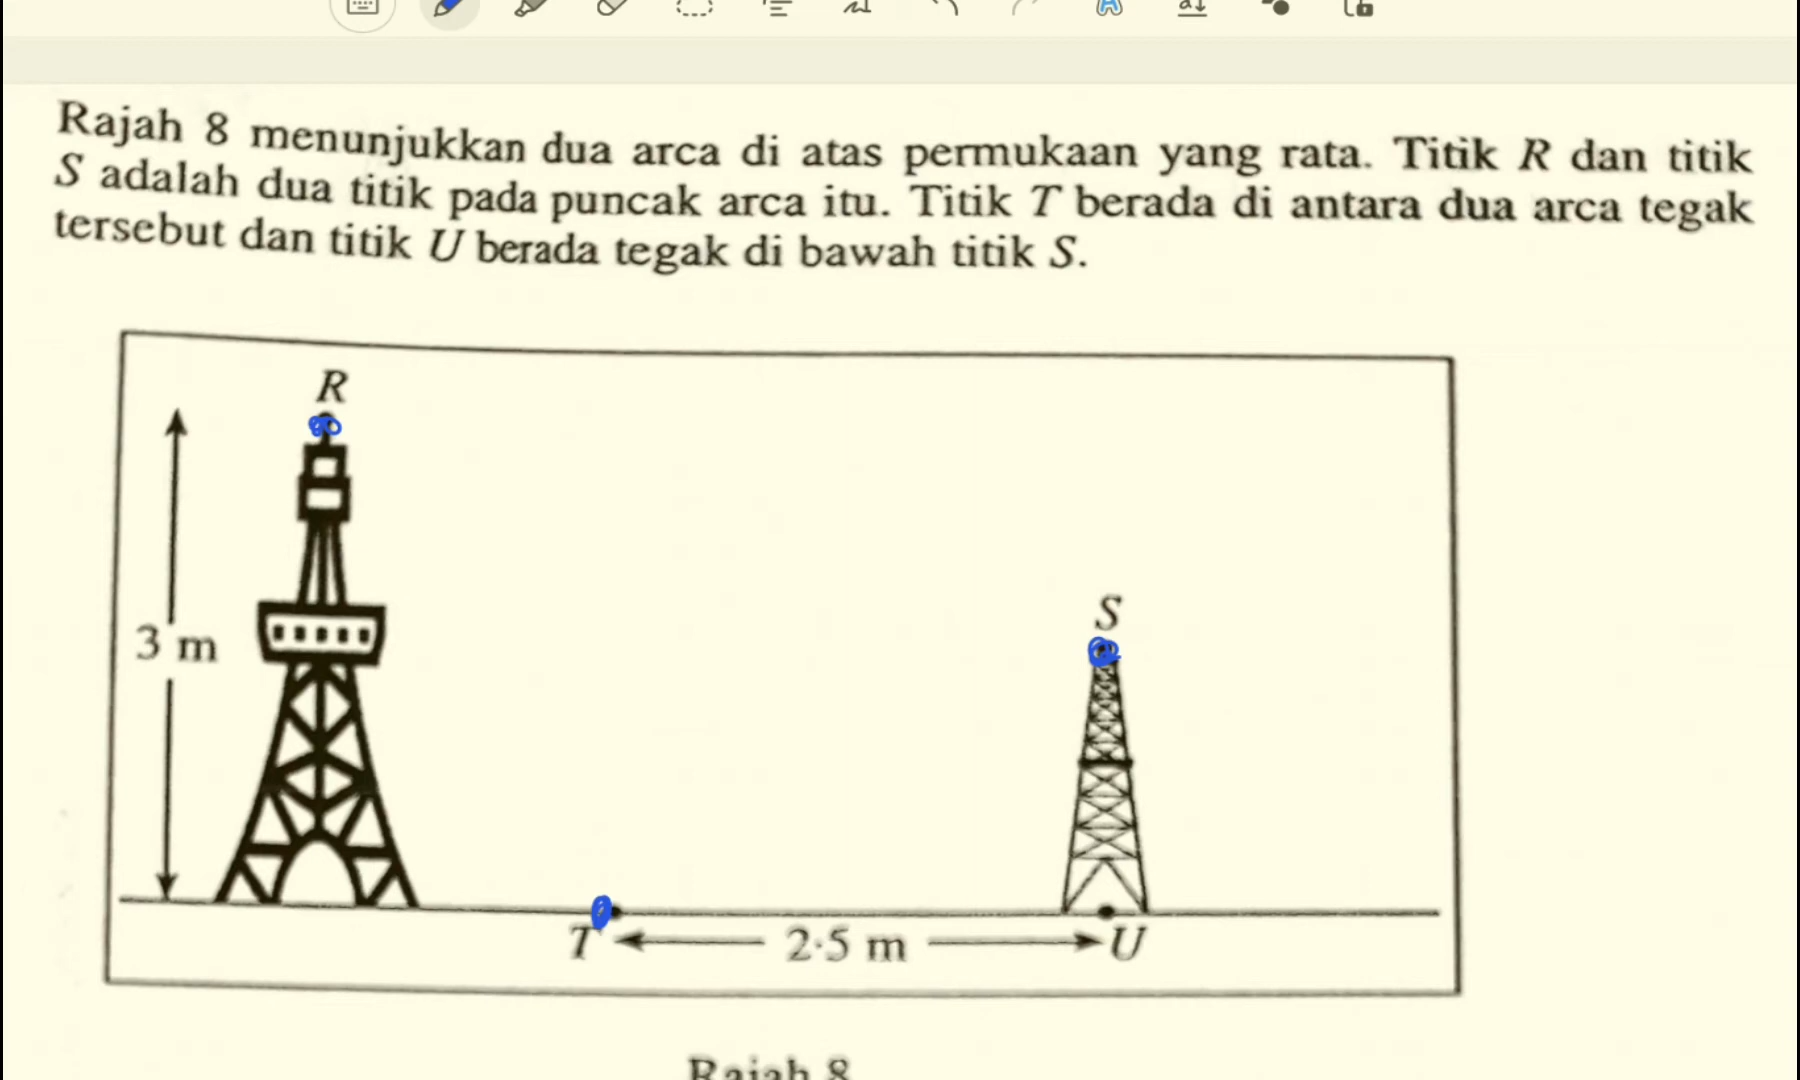 Rajah 8 menunjukkan dua arca di atas permukaan yang rata. Titik R dan titik
S adalah dua titik pada puncak arca itu. Titik T berada di antara dua arca tegak
tersebut dan titik U berada tegak di bawah titik S.
R
S
3 m
T
2·5 m
U
Rajah 8